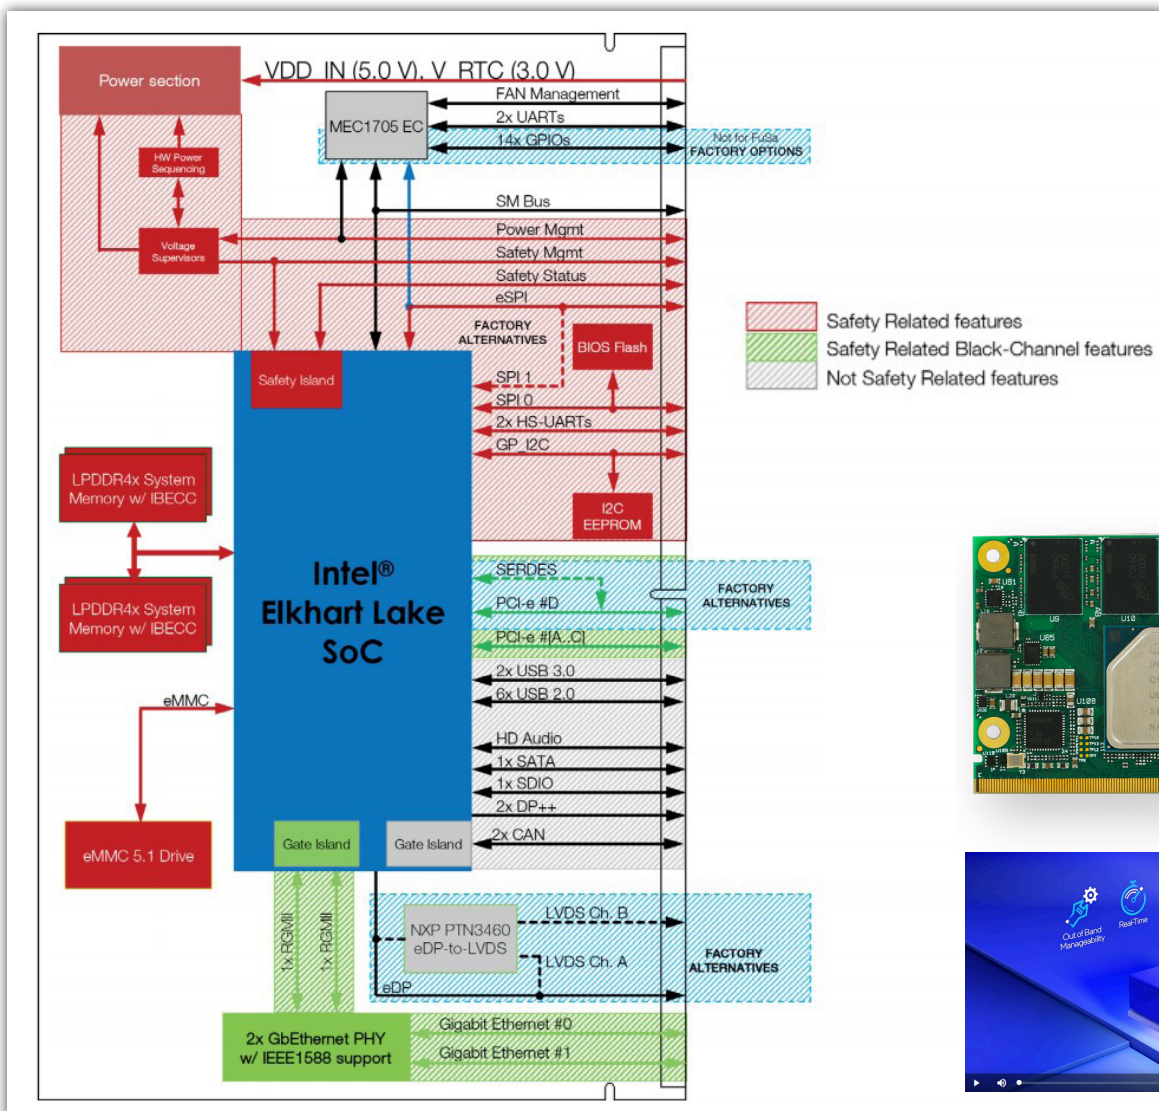 VDD_IN (5.0 V), V_RTC (3.0 V)
Power section
FAN Management
MEC1705 EC
2x UARTs
14x GPIOs
Not for FuSa
FACTORY OPTIONS
HW Power
Sequencing
SM Bus
Power Mgmt
Voltage
Supervisors
Safety Mgmt
Safety Status
eSPI
FACTORY
ALTERNATIVES
BIOS Flash
Safety Related features
Safety Related Black-Channel features
Not Safety Related features
Safety Island
SPI 1
SPI 0
2x HS-UARTs
GP_I2C
LPDDR4x System
Memory w/ IBECC
I2C
EEPROM
Intel®
Elkhart Lake
SoC
SERDES
PCI-e #D
FACTORY
ALTERNATIVES
LPDDR4x System
Memory w/ IBECC
PCI-e #[A..C]
2x USB 3.0
6x USB 2.0
eMMC
HD Audio
1x SATA
1x SDIO
2x DP++
2x CAN
eMMC 5.1 Drive
Gate Island
Gate Island
1x RGMII
1x RGMII
NXP PTN3460
eDP-to-LVDS
LVDS Ch. B
LVDS Ch. A
FACTORY
ALTERNATIVES
eDP
2x GbEthernet PHY
w/ IEEE1588 support
Gigabit Ethernet #0
Gigabit Ethernet #1
U9
U10
U85
U108
Out of Band
Manageability
Real-Time